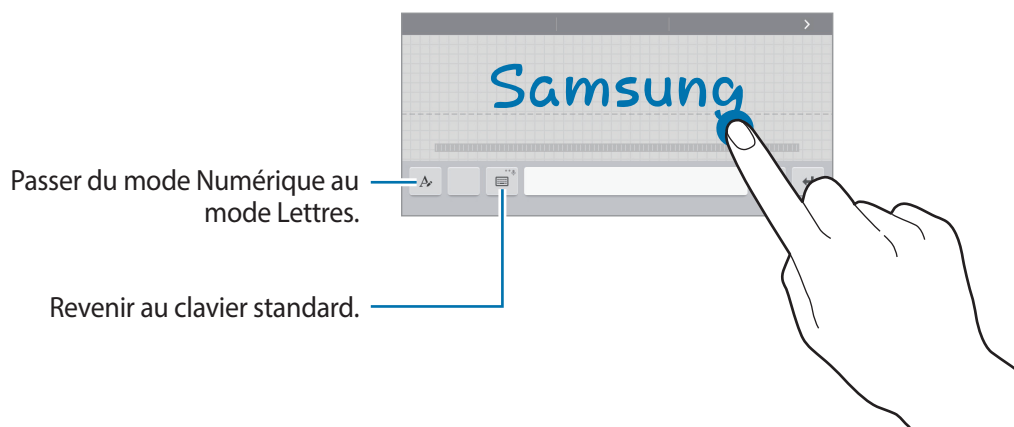 Samsung
Passer du mode Numérique au
mode Lettres.
Revenir au clavier standard.